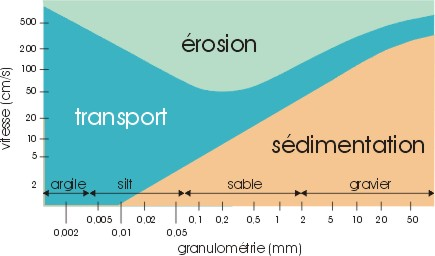 vitesse (cm/s)
500
200
100
50
20
10
5
2
érosion
transport
sédimentation
argile silt sable gravier
0.005 0.02 0,1 0,2 0,5 1 2 5 10 20 50
0.002 0.01 0.05
granulométrie (mm)